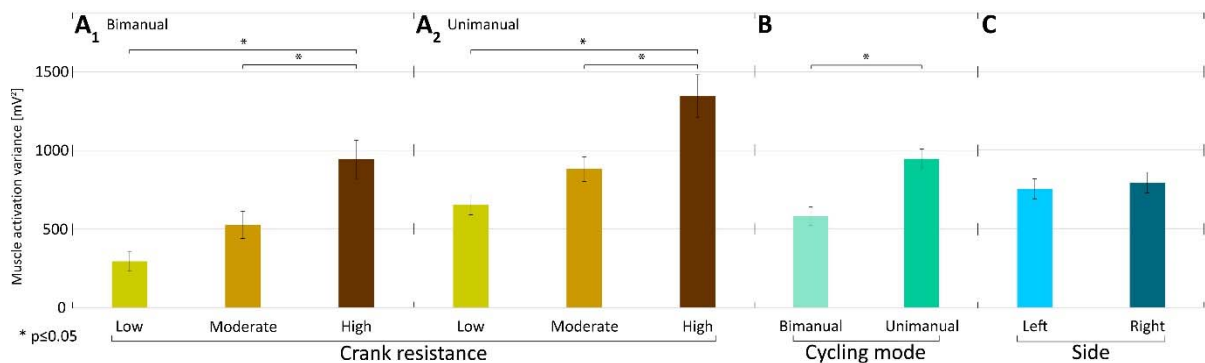 A1 Bimanual
A2 Unimanual
B
C
*
*
*
*
*
Muscle activation variance [mV²]
1500
1000
500
0
Low Moderate High
Low Moderate High
Bimanual Unimanual
Left Right
* p≤0.05
Crank resistance
Cycling mode
Side